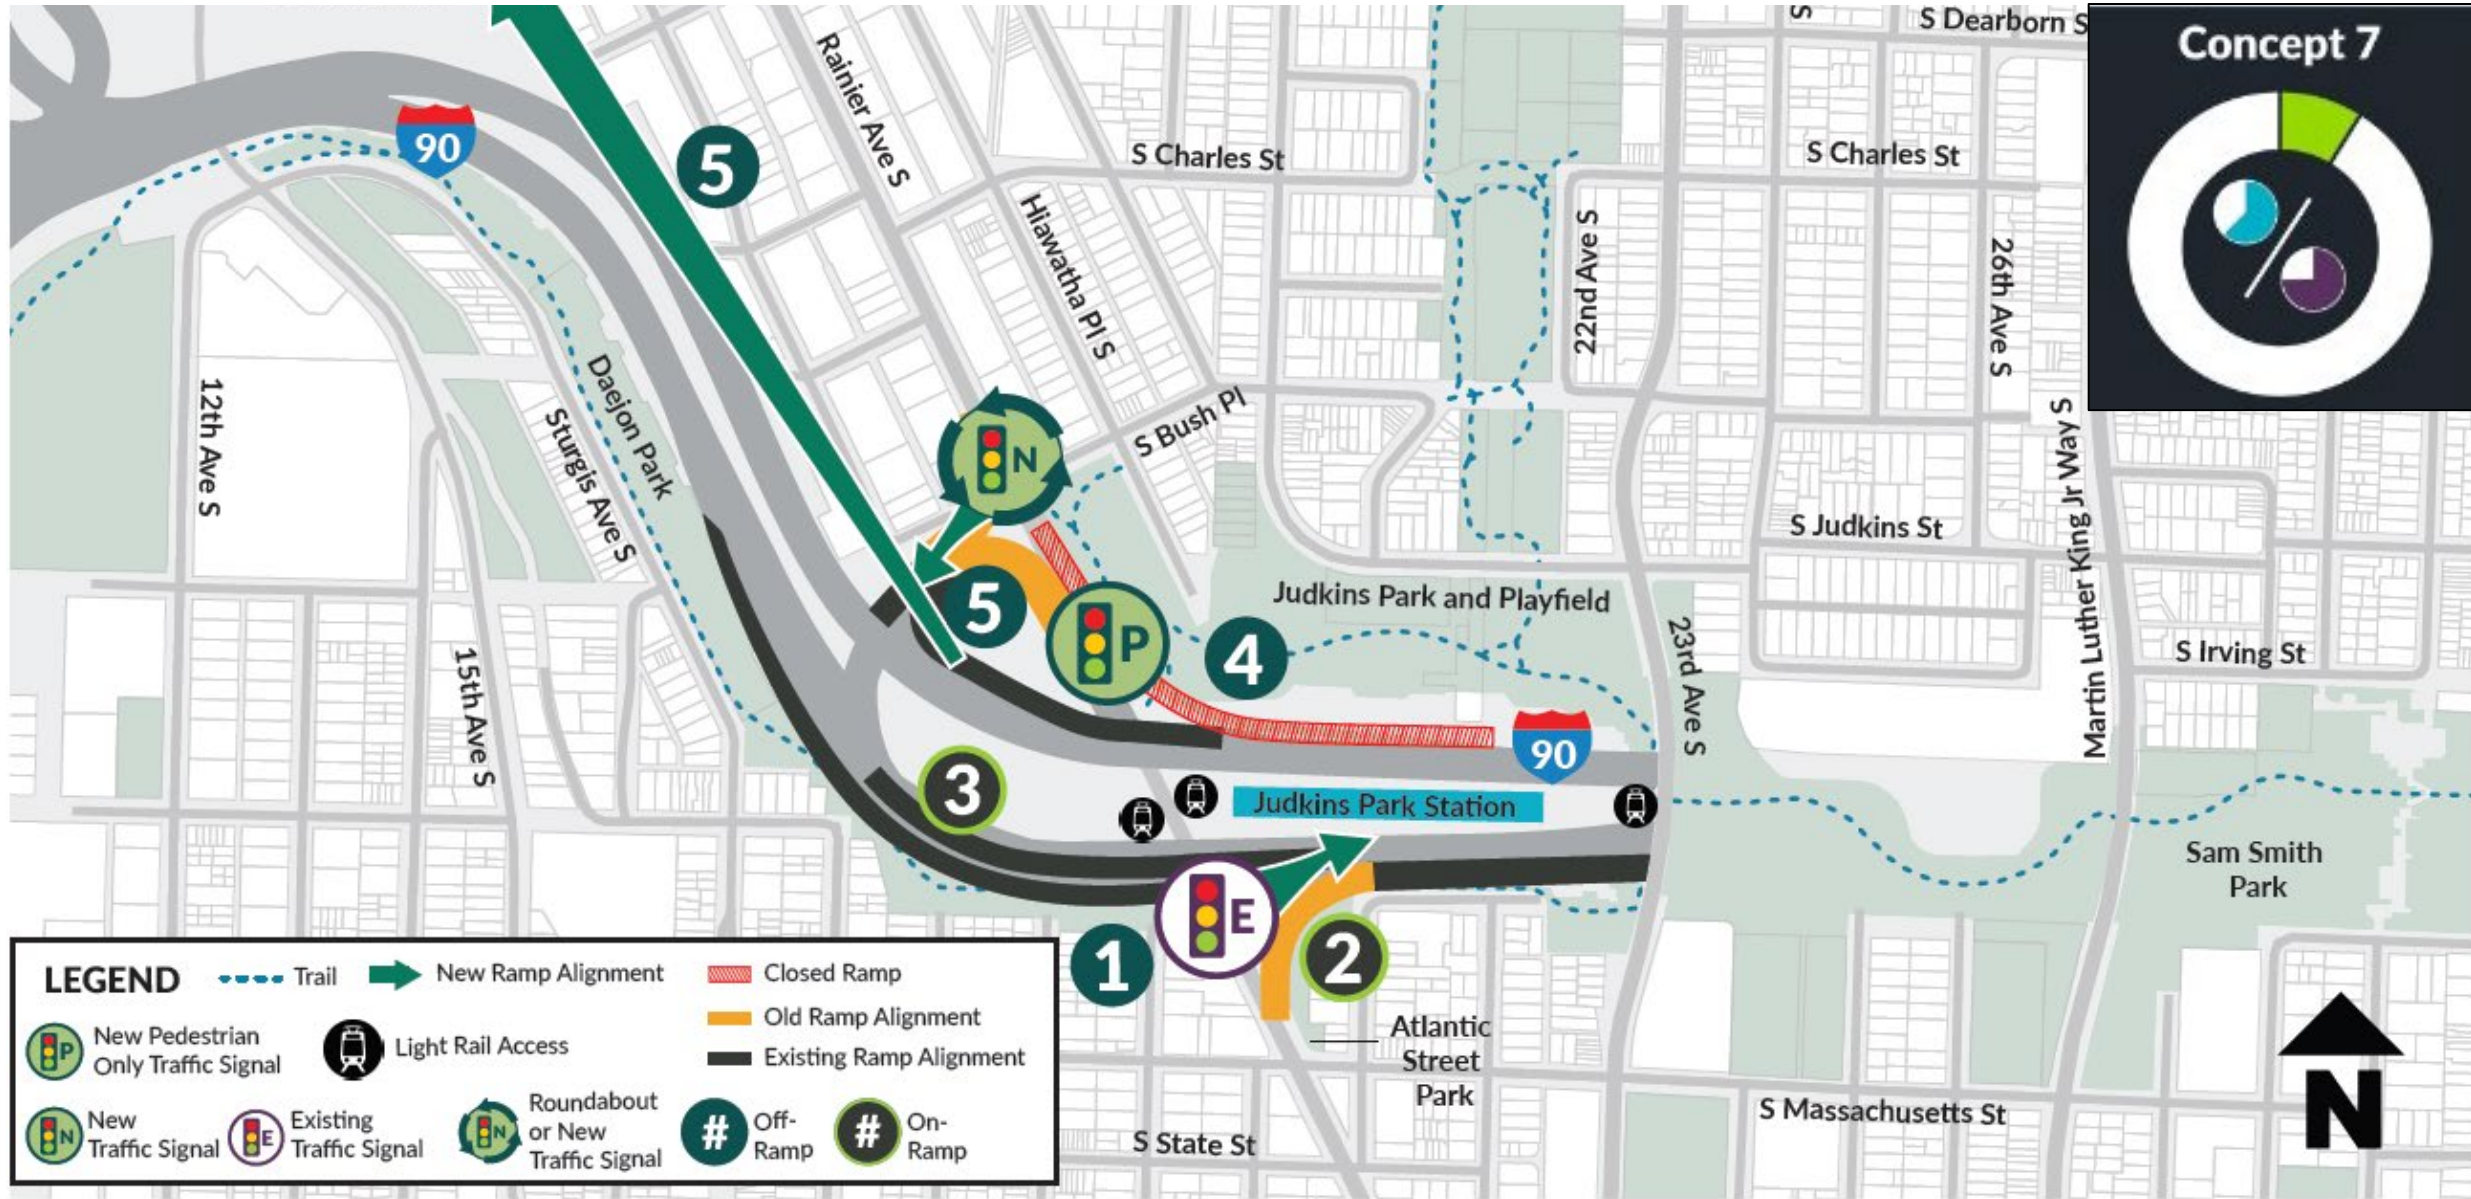 S Dearborn S
S
Concept 7
Rainier Ave S
90
5
S Charles St
S Charles St
Hiawatha Pl S
22nd Ave S
26th Ave S
12th Ave S
Daejon Park
Sturgis Ave S
S Bush Pl
N
Martin Luther King Jr Way S
S Judkins St
5
Judkins Park and Playfield
P
4
23rd Ave S
S Irving St
15th Ave S
90
3
Judkins Park Station
Sam Smith
Park
E
1
2
Atlantic
Street
Park
S Massachusetts St
S State St
N
LEGEND
Trail
New Ramp Alignment
Closed Ramp
P
New Pedestrian
Only Traffic Signal
Light Rail Access
Old Ramp Alignment
Existing Ramp Alignment
N
New
Traffic Signal
E
Existing
Traffic Signal
N
Roundabout
or New
Traffic Signal
#
Off-
Ramp
#
On-
Ramp